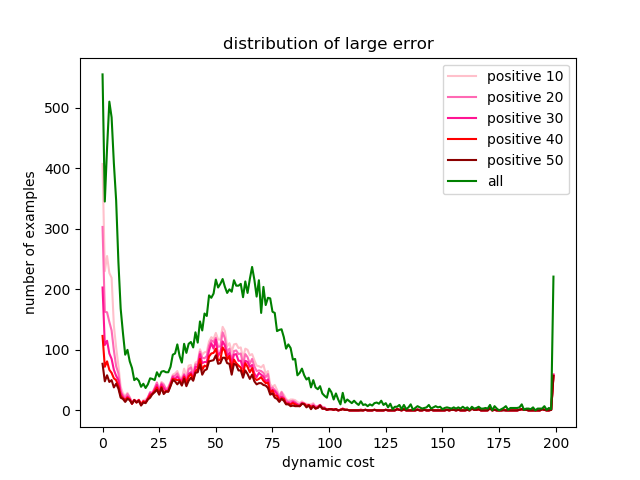 distribution of large error
positive 10
positive 20
positive 30
positive 40
positive 50
all
number of examples
500
400
300
200
100
0
0 25 50 75 100 125 150 175 200
dynamic cost